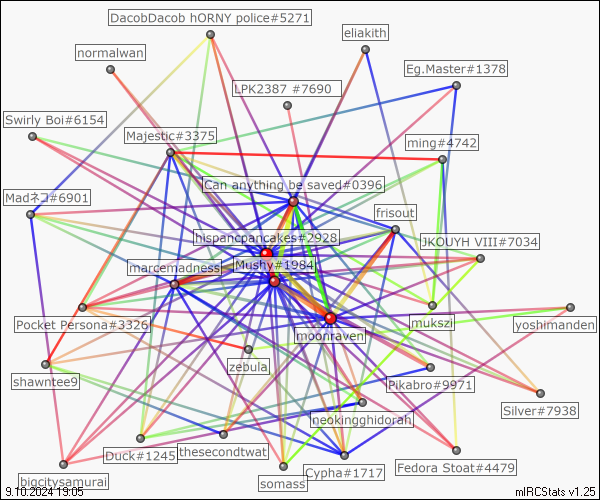 DacobDacob hORNY police#5271
eliakith
normalwan
Eg.Master#1378
LPK2387 #7690
Swirly Boi#6154
Majestic#3375
ming#4742
Can anything be saved#0396
Madネコ#6901
frisout
hispancpancakes#2928
JKOUYH VIII#7034
marcemadness
Mushy#1984
Pocket Persona#3326
mukszi
yoshimanden
moonraven
zebula
shawntee9
Pikabro#9971
Silver#7938
neokingghidorah
Duck#1245
thesecondtwat
Fedora Stoat#4479
Cypha#1717
somass
bigcitysamurai
9.10.2024 19:05
mIRCStats v1.25